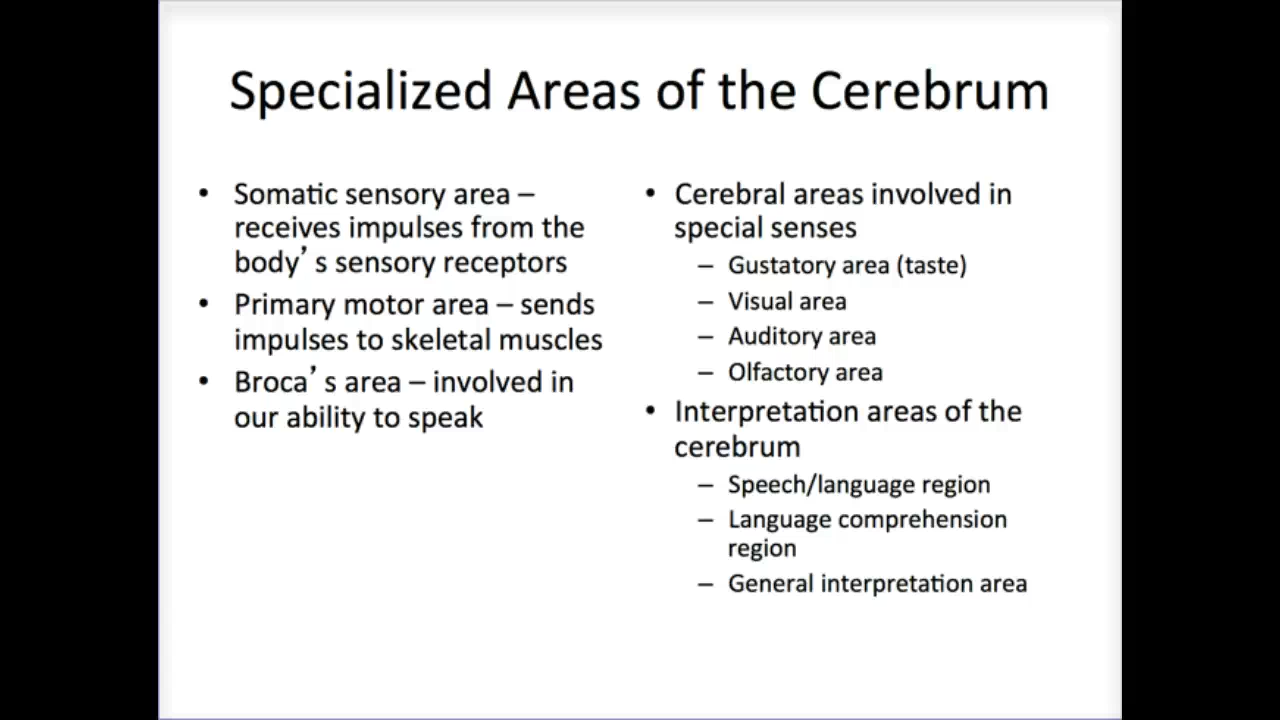 Specialized Areas of the Cerebrum
• Somatic sensory area –
receives impulses from the
body’s sensory receptors
• Primary motor area – sends
impulses to skeletal muscles
• Broca’s area – involved in
our ability to speak
• Cerebral areas involved in
special senses
– Gustatory area (taste)
– Visual area
– Auditory area
– Olfactory area
• Interpretation areas of the
cerebrum
– Speech/language region
– Language comprehension
region
– General interpretation area